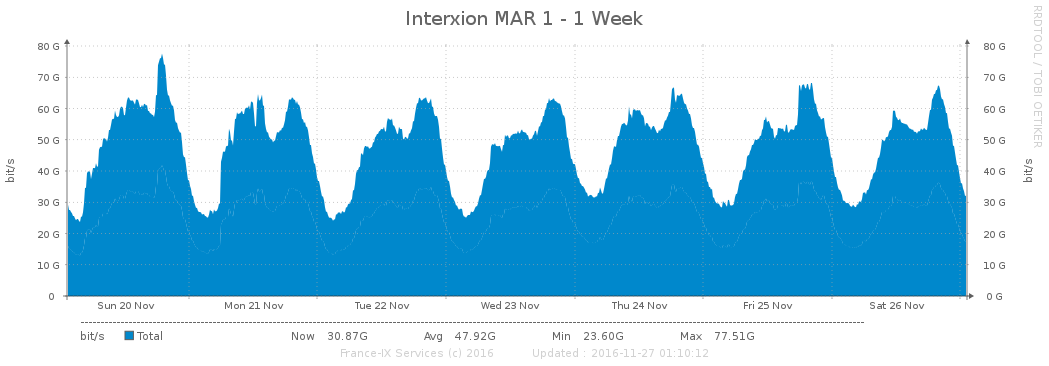 Interxion MAR 1 - 1 Week
RRDTOOL / TOBI OETIKER
bit/s
80 G 80 G
70 G 70 G
60 G 60 G
50 G 50 G
40 G 40 G
30 G 30 G
20 G 20 G
10 G 10 G
0 0 G
bit/s
Sun 20 Nov Mon 21 Nov Tue 22 Nov Wed 23 Nov Thu 24 Nov Fri 25 Nov Sat 26 Nov
bit/s Total Now 30.87G Avg 47.92G Min 23.60G Max 77.51G
France-IX Services (c) 2016 Updated : 2016-11-27 01:10:12